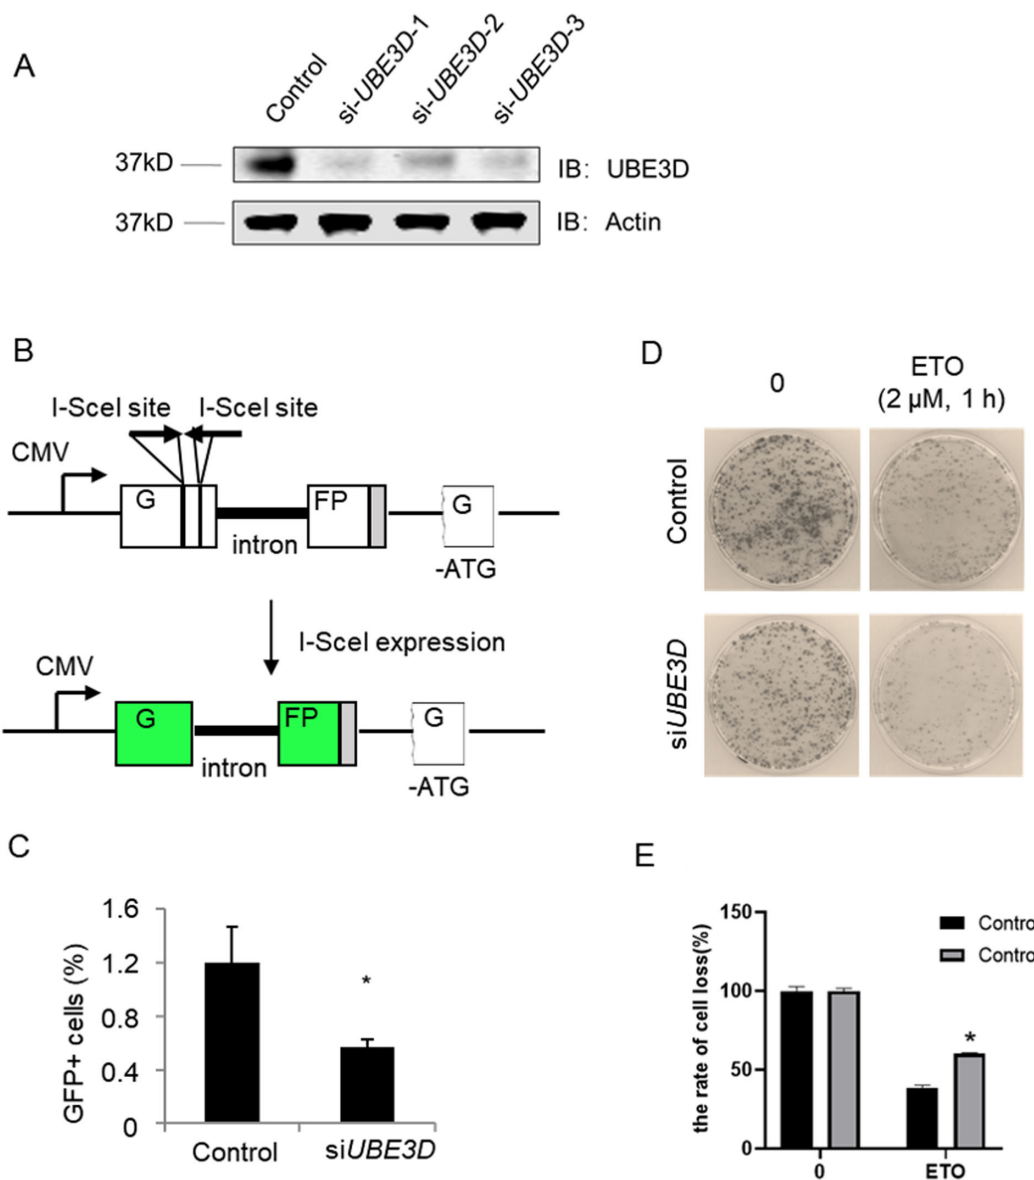 A
Control
si-UBE3D-1
si-UBE3D-2
si-UBE3D-3
37kD
IB: UBE3D
37kD
IB: Actin
B
I-SceI site
I-SceI site
CMV
G
FP
G
intron
-ATG
I-SceI expression
CMV
G
FP
G
intron
-ATG
C
GFP+ cells (%)
1.6
1.2
0.8
0.4
0
*
Control
siUBE3D
D
0
ETO
(2 µM, 1 h)
Control
siUBE3D
E
the rate of cell loss(%)
150
100
50
0
*
Contro
Contro
0
ETO